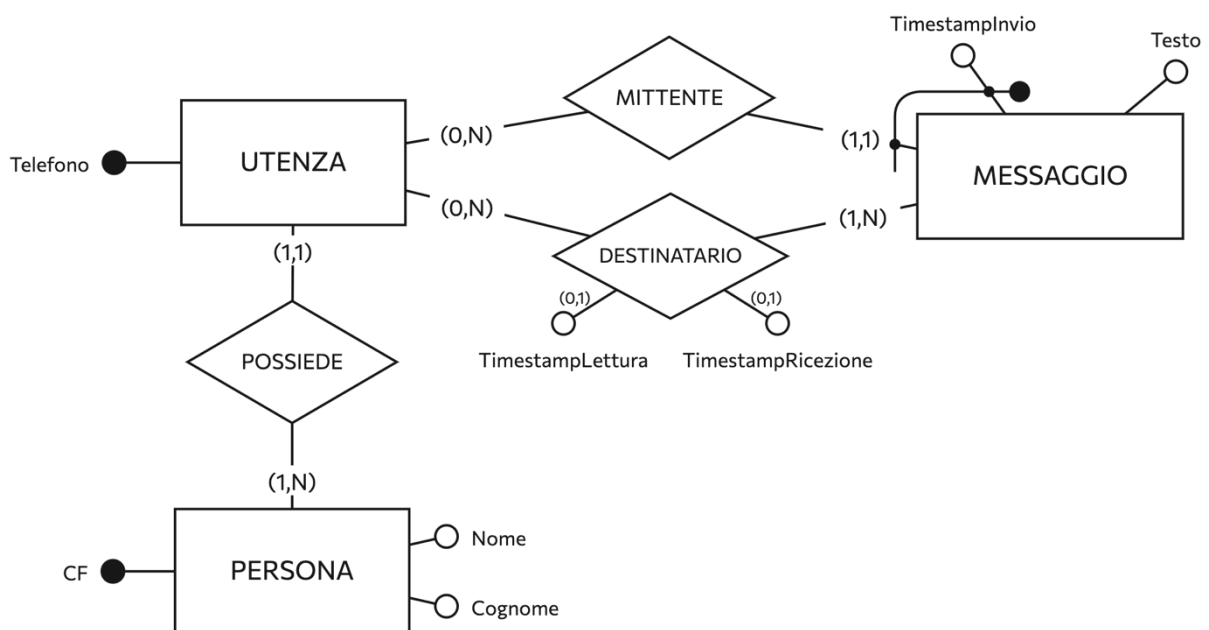 TimestampInvio
Testo
MITTENTE
(0,N)
(1,1)
Telefono
UTENZA
MESSAGGIO
(0,N)
(1,N)
(1,1)
DESTINATARIO
(0,1)
(0,1)
TimestampLettura
TimestampRicezione
POSSIEDE
(1,N)
Nome
CF
PERSONA
Cognome